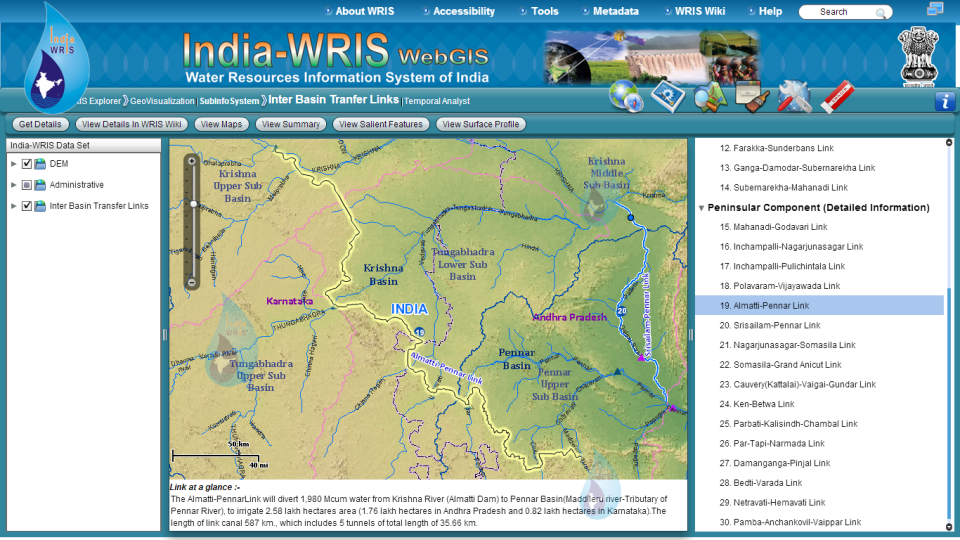 About WRIS Accessibility Tools Metadata WRIS Wiki Help Search
India WRIS
India-WRIS WebGIS
Water Resources Information System of India
IS Explorer GeoVisualization | SubInfoSystem Inter Basin Tranfer Links | Temporal Analyst
Get Details View Details In WRIS Wiki View Maps View Summary View Salient Features View Surface Profile
India-WRIS Data Set
DEM
Administrative
Inter Basin Transfer Links
Ghataprabha
Krishna
Upper Sub
Basin
KRISHNA
KRISHNA
Krishna
Middle
Sub Basin
Krishna
Tungabhadra
Tungabhadra
Lower Sub
Basin
Hindri
Krishna
Basin
Karnataka
INDIA
TUNGABHADRA
Andhra Pradesh
20
Srisailam-Pennar Link
19
Almatti-Pennar Link
Pennar
Basin
Pennar
Upper
Sub Basin
Pennar
Tungabhadra
Upper Sub
Basin
50 km
40 mi
Link at a glance :-
The Almatti-PennarLink will divert 1,980 Mcum water from Krishna River (Almatti Dam) to Pennar Basin(Maddileru river-Tributary of
Pennar River), to irrigate 2.58 lakh hectares area (1.76 lakh hectares in Andhra Pradesh and 0.82 lakh hectares in Karnataka).The
length of link canal 587 km., which includes 5 tunnels of total length of 35.66 km.
12. Farakka-Sunderbans Link
13. Ganga-Damodar-Subernarekha Link
14. Subernarekha-Mahanadi Link
Peninsular Component (Detailed Information)
15. Mahanadi-Godavari Link
16. Inchampalli-Nagarjunasagar Link
17. Inchampalli-Pulichintala Link
18. Polavaram-Vijayawada Link
19. Almatti-Pennar Link
20. Srisailam-Pennar Link
21. Nagarjunasagar-Somasila Link
22. Somasila-Grand Anicut Link
23. Cauvery(Kattalai)-Vaigai-Gundar Link
24. Ken-Betwa Link
25. Parbati-Kalisindh-Chambal Link
26. Par-Tapi-Narmada Link
27. Damanganga-Pinjal Link
28. Bedti-Varada Link
29. Netravati-Hemavati Link
30. Pamba-Anchankovil-Vaippar Link